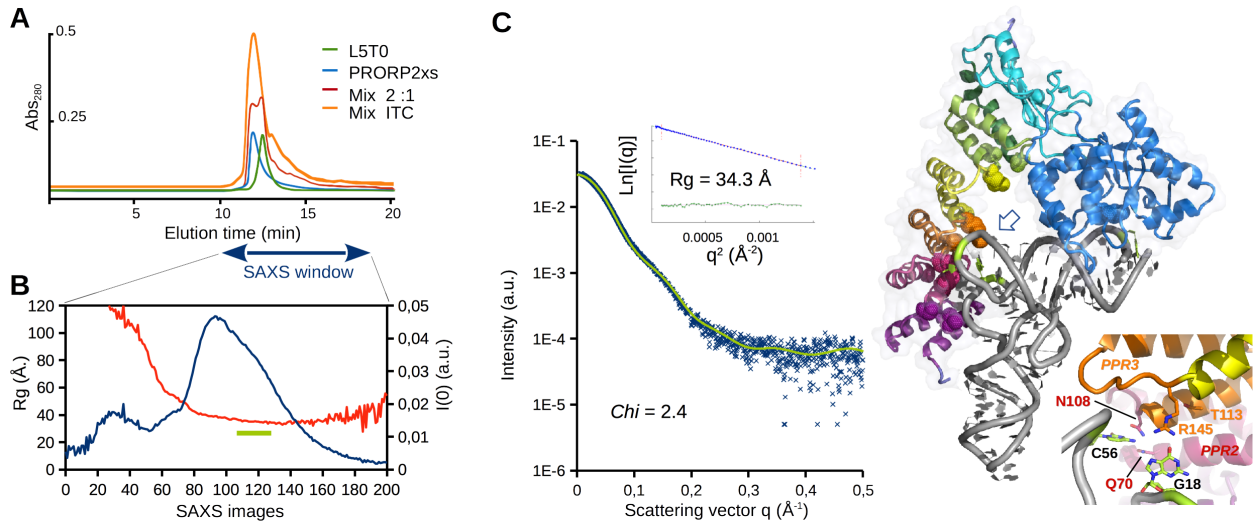 A
0.5
0.25
Abs280
L5T0
PRORP2xs
Mix 2 :1
Mix ITC
5
10
15
20
Elution time (min)
SAXS window
B
120
100
80
60
40
20
0
Rg (Å.)
0,05
0,04
0,03
0,02
0,01
0
I(0) (a.u.)
0
20
40
60
80
100
120
140
160
180
200
SAXS images
C
1E-1
1E-2
1E-3
1E-4
1E-5
1E-6
Intensity (a.u.)
Ln[I(q)]
Rg = 34.3 Å
0.0005
0.001
q² (Å⁻²)
Chi = 2.4
0
0,1
0,2
0,3
0,4
0,5
Scattering vector q (Å⁻¹)
PPR3
N108
T113
R145
C56
PPR2
Q70
G18